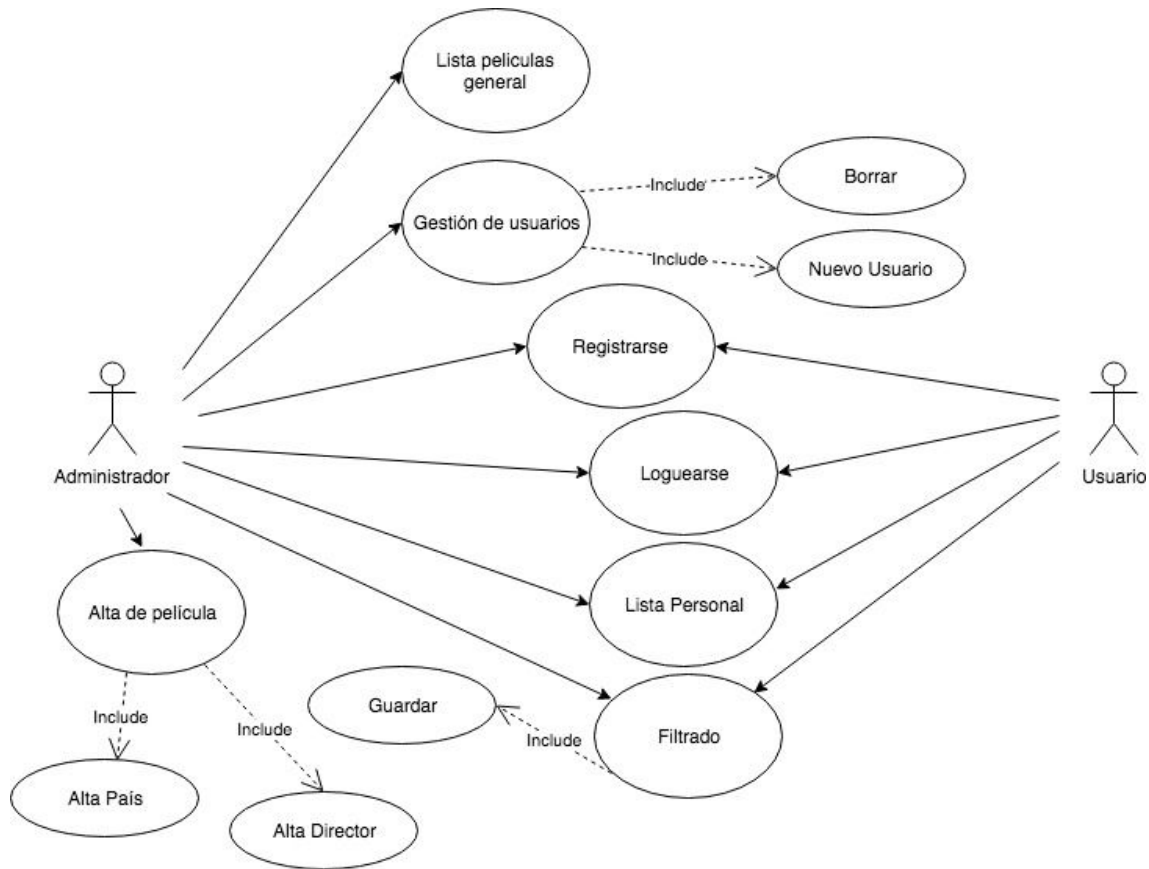 Lista peliculas
general
Borrar
Include
Gestión de usuarios
Include
Nuevo Usuario
Registrarse
Administrador
Loguearse
Usuario
Alta de película
Lista Personal
Guardar
Include
Include
Include
Filtrado
Alta País
Alta Director